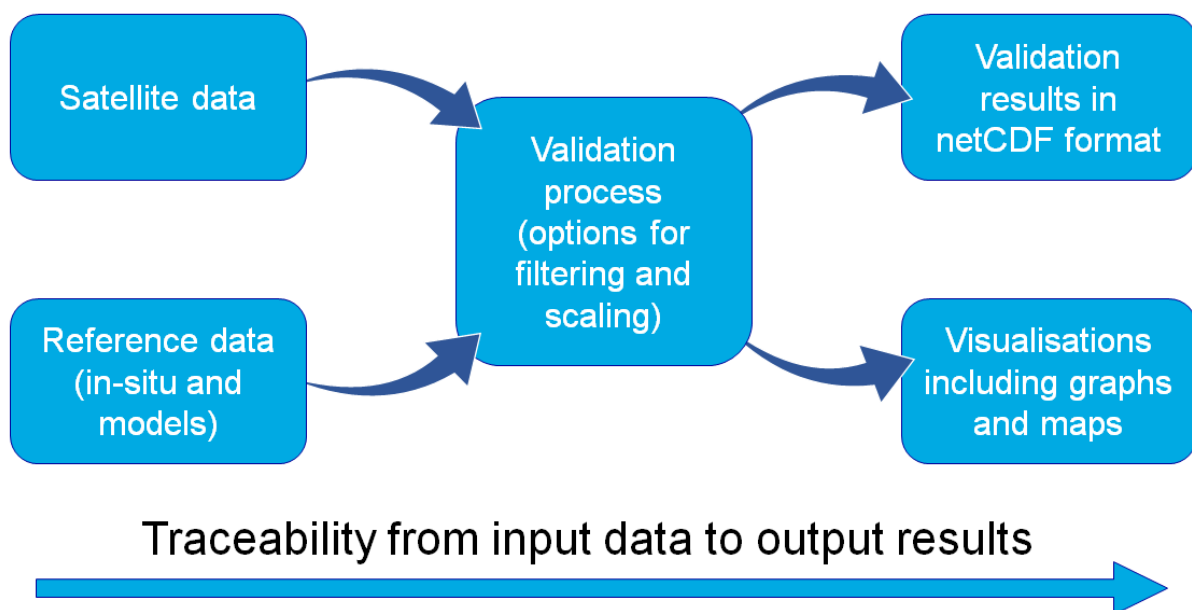 Satellite data
Reference data
(in-situ and
models)
Validation
process
(options for
filtering and
scaling)
Validation
results in
netCDF format
Visualisations
including graphs
and maps
Traceability from input data to output results